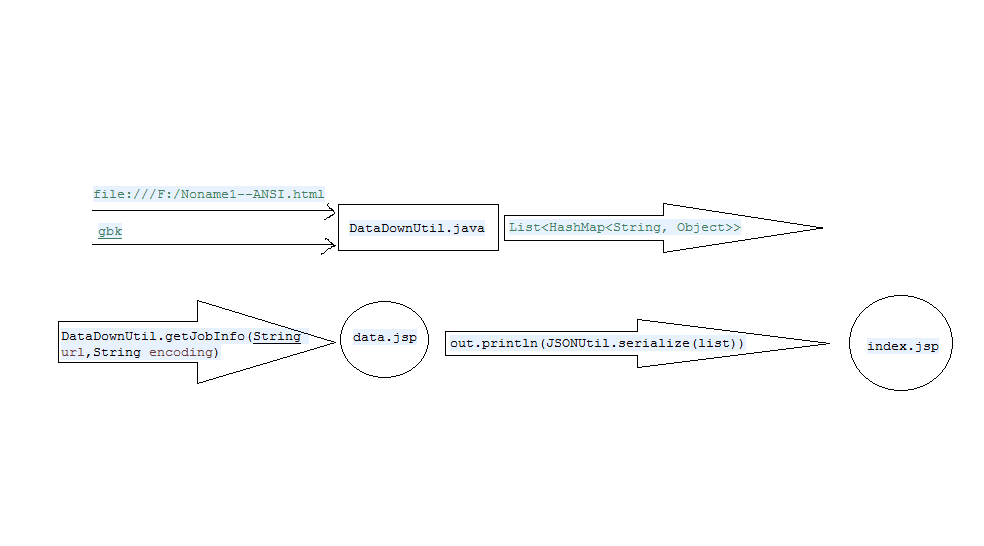 file:///F:/Noname1--ANSI.html
gbk
DataDownUtil.java
List<HashMap<String, Object>>
DataDownUtil.getJobInfo(String
url,String encoding)
data.jsp
out.println(JSONUtil.serialize(list))
index.jsp